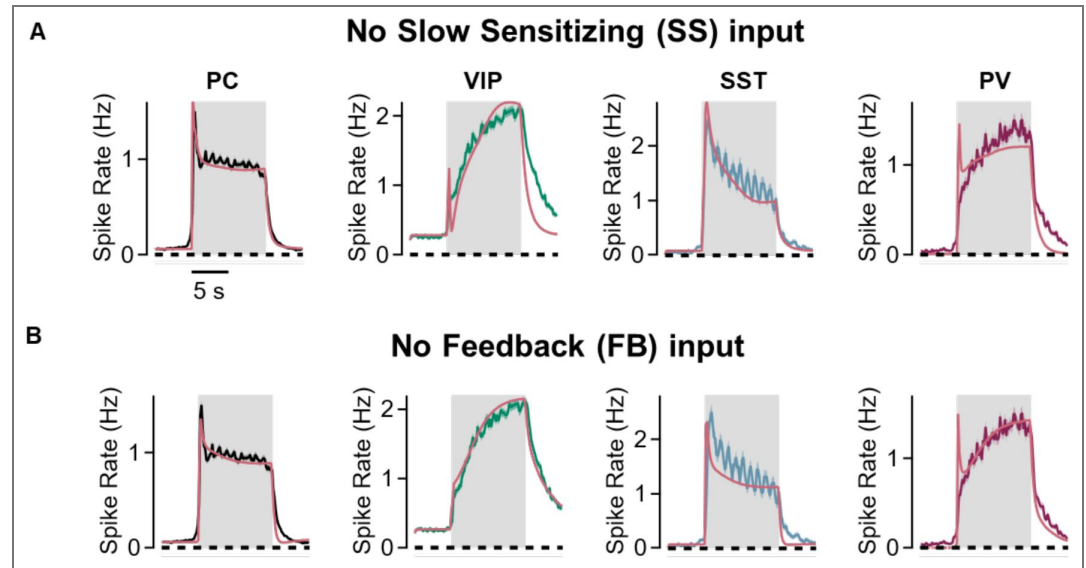 A
No Slow Sensitizing (SS) input
PC
VIP
SST
PV
Spike Rate (Hz)
1
0
Spike Rate (Hz)
2
1
0
Spike Rate (Hz)
2
1
0
Spike Rate (Hz)
1
0
5 s
B
No Feedback (FB) input
Spike Rate (Hz)
1
0
Spike Rate (Hz)
2
1
0
Spike Rate (Hz)
2
1
0
Spike Rate (Hz)
1
0